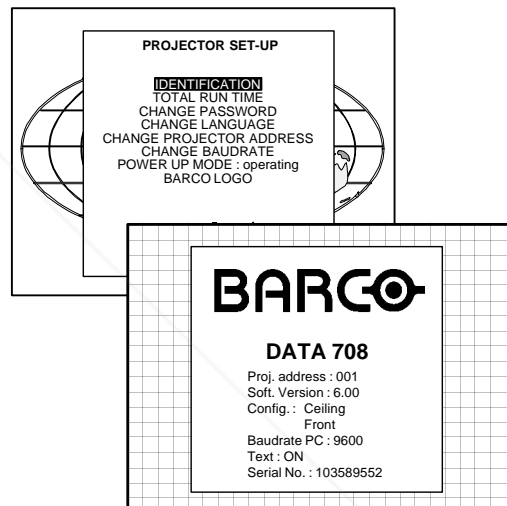 PROJECTOR SET-UP
IDENTIFICATION
TOTAL RUN TIME
CHANGE PASSWORD
CHANGE LANGUAGE
CHANGE PROJECTOR ADDRESS
CHANGE BAUDRATE
POWER UP MODE : operating
BARCO LOGO
BARCO
DATA 708
Proj. address : 001
Soft. Version : 6.00
Config. : Ceiling
Front
Baudrate PC : 9600
Text : ON
Serial No. : 103589552